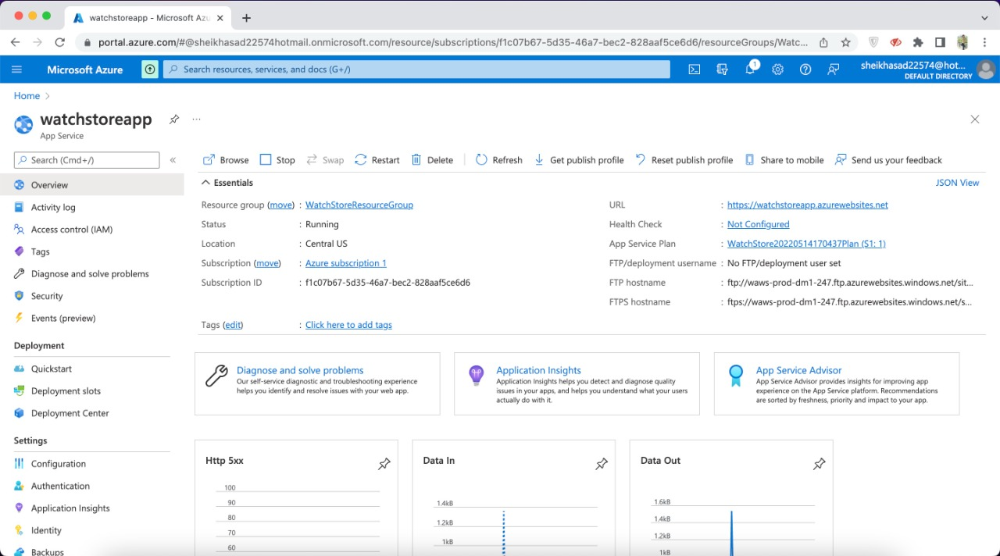 watchstoreapp - Microsoft Azu
portal.azure.com/#@sheikhasad22574hotmail.onmicrosoft.com/resource/subscriptions/f1c07b67-5d35-46a7-bec2-828aaf5ce6d6/resourceGroups/Watc...
Microsoft Azure
Search resources, services, and docs (G+/)
1
sheikhasad22574@hot...
DEFAULT DIRECTORY
Home
watchstoreapp
...
App Service
Search (Cmd+/)
«
Browse Stop Swap Restart Delete Refresh Get publish profile Reset publish profile Share to mobile Send us your feedback
Overview
Activity log
Access control (IAM)
Tags
Diagnose and solve problems
Security
Events (preview)
Deployment
Quickstart
Deployment slots
Deployment Center
Settings
Configuration
Authentication
Application Insights
Identity
Backups
Essentials
JSON View
Resource group (move) : WatchStoreResourceGroup
Status : Running
Location : Central US
Subscription (move) : Azure subscription 1
Subscription ID : f1c07b67-5d35-46a7-bec2-828aaf5ce6d6
Tags (edit) : Click here to add tags
URL : https://watchstoreapp.azurewebsites.net
Health Check : Not Configured
App Service Plan : WatchStore20220514170437Plan (S1: 1)
FTP/deployment username : No FTP/deployment user set
FTP hostname : ftp://waws-prod-dm1-247.ftp.azurewebsites.windows.net/sit...
FTPS hostname : ftps://waws-prod-dm1-247.ftp.azurewebsites.windows.net/s...
Diagnose and solve problems
Our self-service diagnostic and troubleshooting experience
helps you identify and resolve issues with your web app.
Application Insights
Application Insights helps you detect and diagnose quality
issues in your apps, and helps you understand what your users
actually do with it.
App Service Advisor
App Service Advisor provides insights for improving app
experience on the App Service platform. Recommendations
are sorted by freshness, priority and impact to your app.
Http 5xx
100
90
80
70
60
Data In
1.4kB
1.2kB
1kB
Data Out
1.6kB
1.4kB
1.2kB
1kB